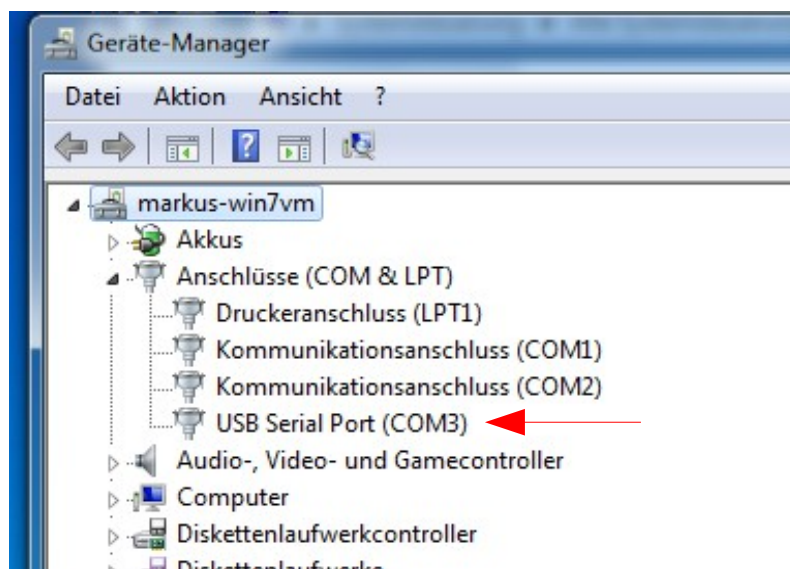 Geräte-Manager
Datei Aktion Ansicht ?
markus-win7vm
Akkus
Anschlüsse (COM & LPT)
Druckeranschluss (LPT1)
Kommunikationsanschluss (COM1)
Kommunikationsanschluss (COM2)
USB Serial Port (COM3)
Audio-, Video- und Gamecontroller
Computer
Diskettenlaufwerkcontroller
Diskettenlaufwerke